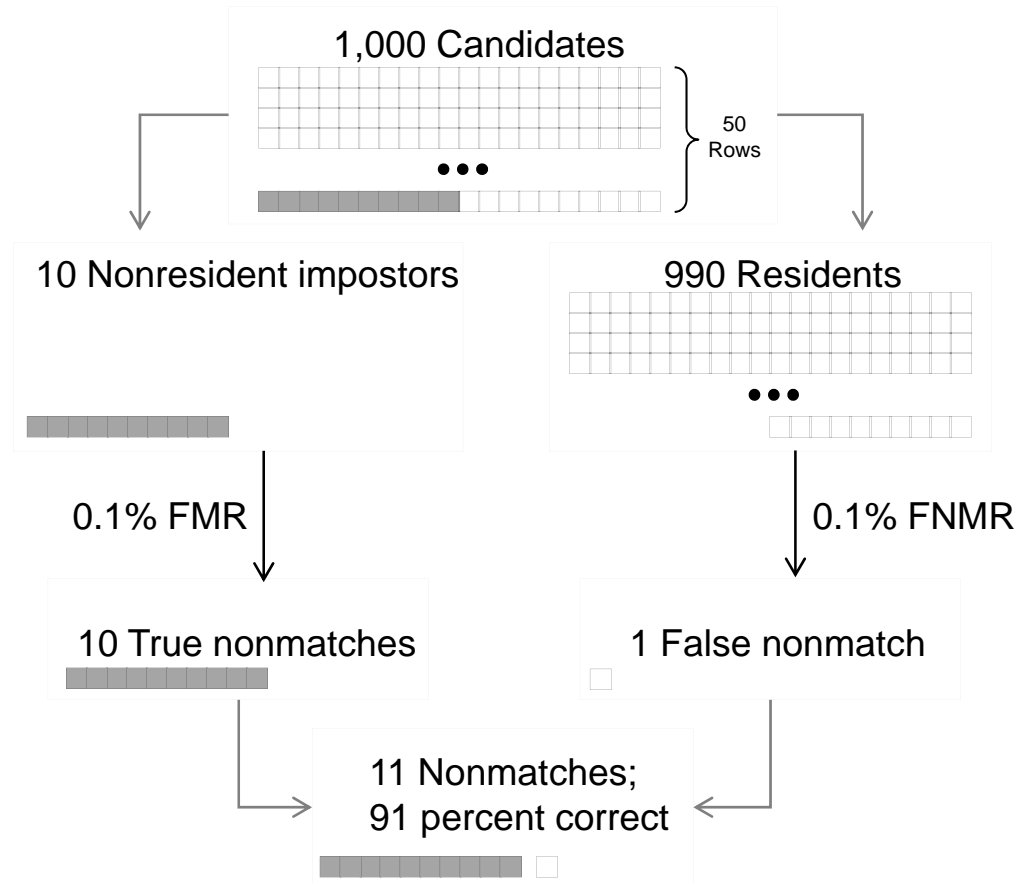 1,000 Candidates
50
Rows
10 Nonresident impostors
990 Residents
0.1% FMR
0.1% FNMR
10 True nonmatches
1 False nonmatch
11 Nonmatches;
91 percent correct